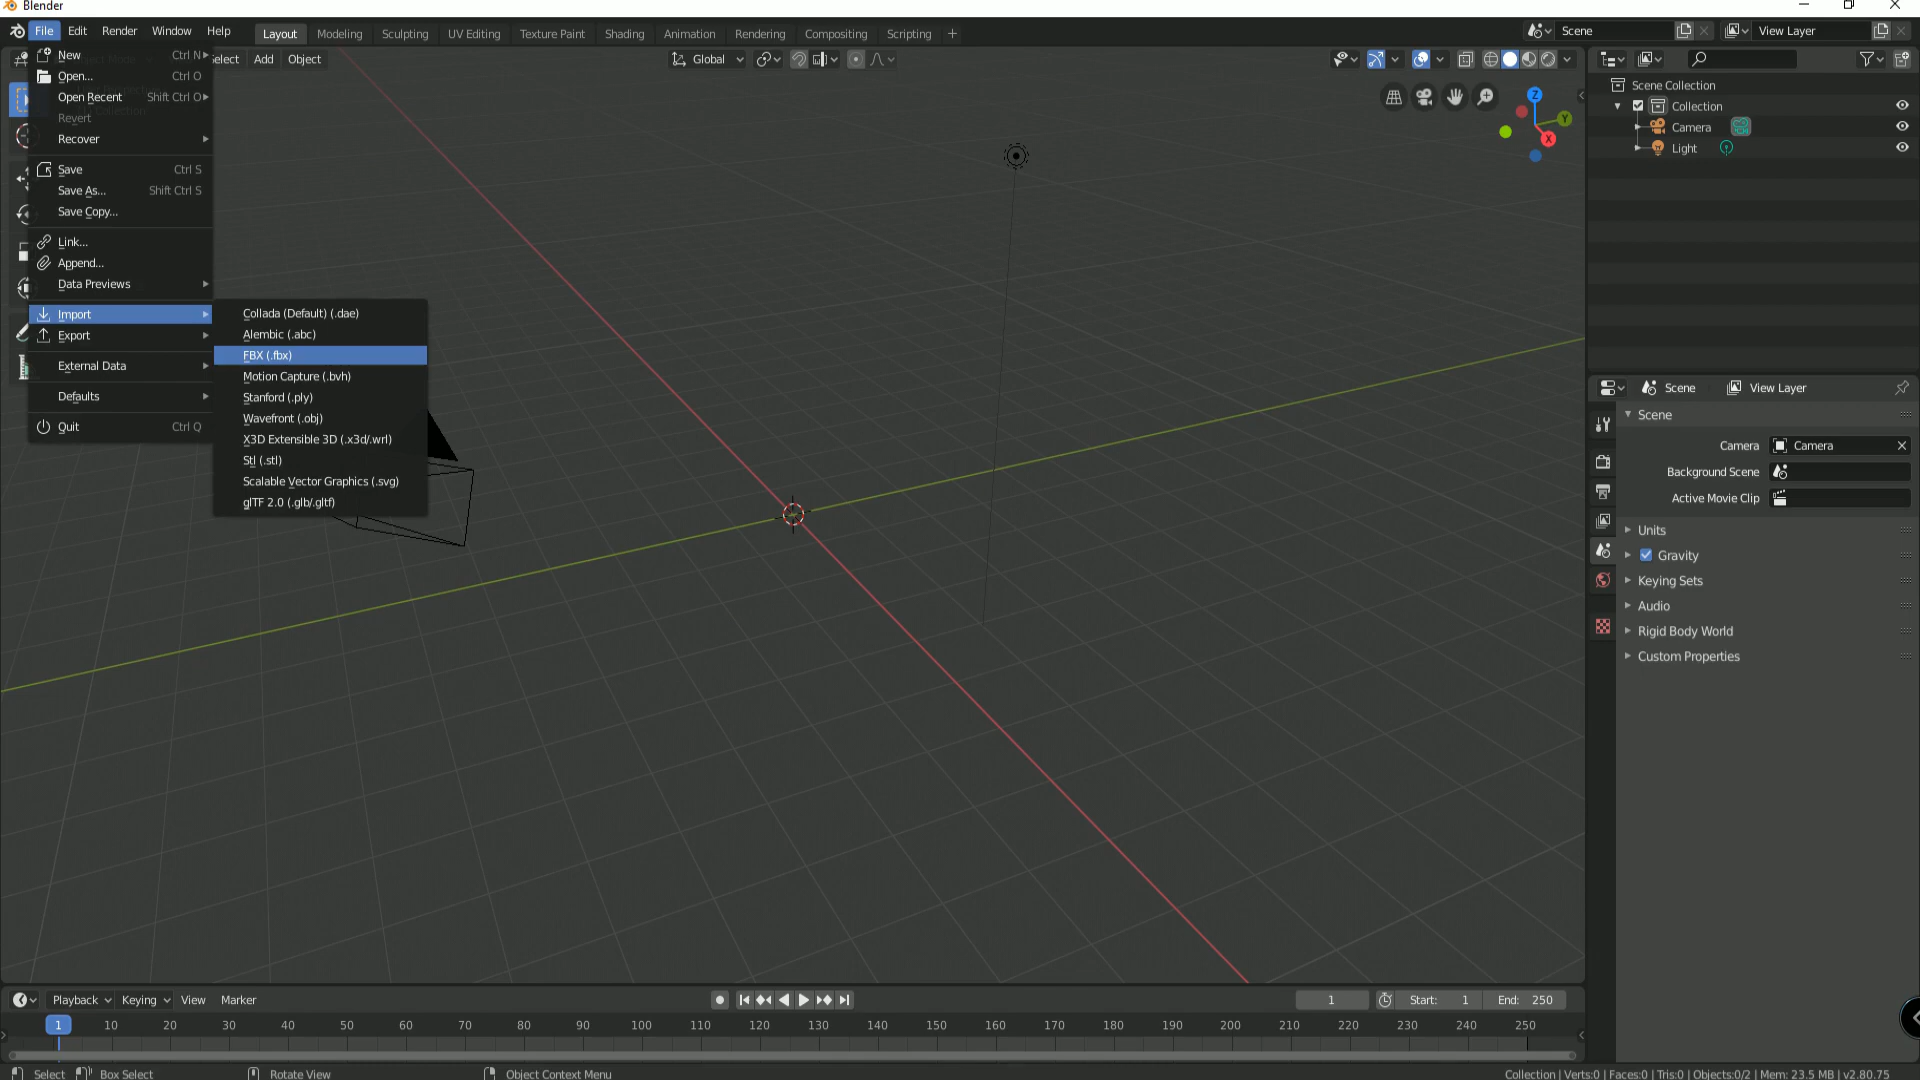 Blender
File Edit Render Window Help Layout Modeling Sculpting UV Editing Texture Paint Shading Animation Rendering Compositing Scripting + Scene View Layer
New Ctrl N
elect Add Object Global
Open... Ctrl O
Open Recent Shift Ctrl O
Revert
Recover
Save Ctrl S
Save As... Shift Ctrl S
Save Copy...
Link...
Append...
Data Previews
Import
Export
External Data
Defaults
Quit Ctrl Q
Collada (Default) (.dae)
Alembic (.abc)
FBX (.fbx)
Motion Capture (.bvh)
Stanford (.ply)
Wavefront (.obj)
X3D Extensible 3D (.x3d/.wrl)
Stl (.stl)
Scalable Vector Graphics (.svg)
glTF 2.0 (.glb/.gltf)
Z
Y
X
Scene Collection
Collection
Camera
Light
Scene View Layer
Scene
Camera Camera
Background Scene
Active Movie Clip
Units
Gravity
Keying Sets
Audio
Rigid Body World
Custom Properties
Playback Keying View Marker 1 Start: 1 End: 250
1 10 20 30 40 50 60 70 80 90 100 110 120 130 140 150 160 170 180 190 200 210 220 230 240 250
Select Box Select Rotate View Object Context Menu Collection | Verts:0 | Faces:0 | Tris:0 | Objects:0/2 | Mem: 23.5 MB | v2.80.75